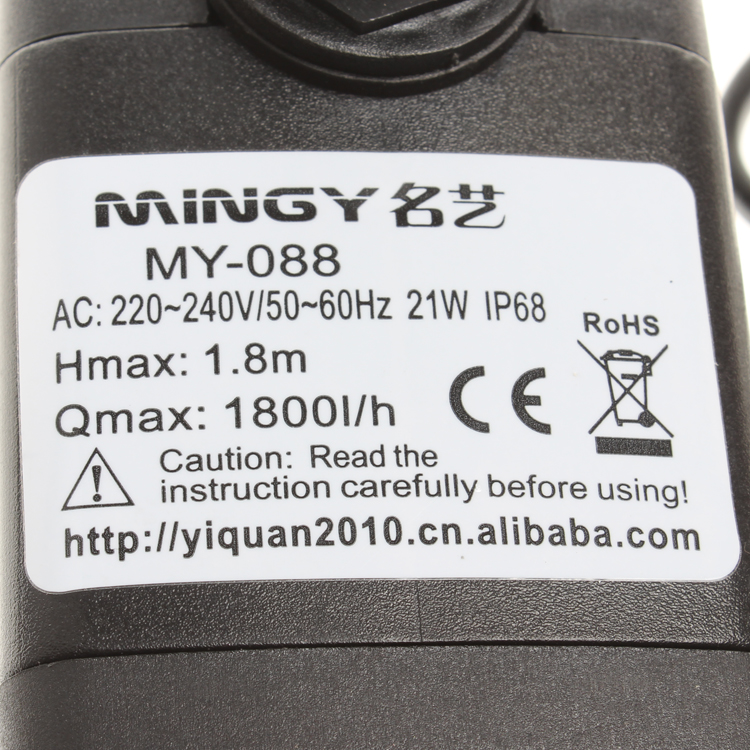 MiNGY 名艺
MY-088
AC: 220~240V/50~60Hz 21W IP68
RoHS
Hmax: 1.8m
Qmax: 1800l/h
CE
Caution: Read the
instruction carefully before using!
http://yiquan2010.cn.alibaba.com